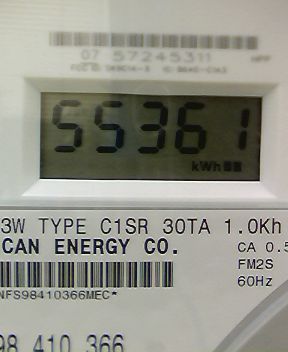 07 57245311
55361
kWh
3W TYPE C1SR 30TA 1.0Kh
CAN ENERGY CO.
CA 0.5
FM2S
NFS98410366MEC*
60Hz
98 410 366